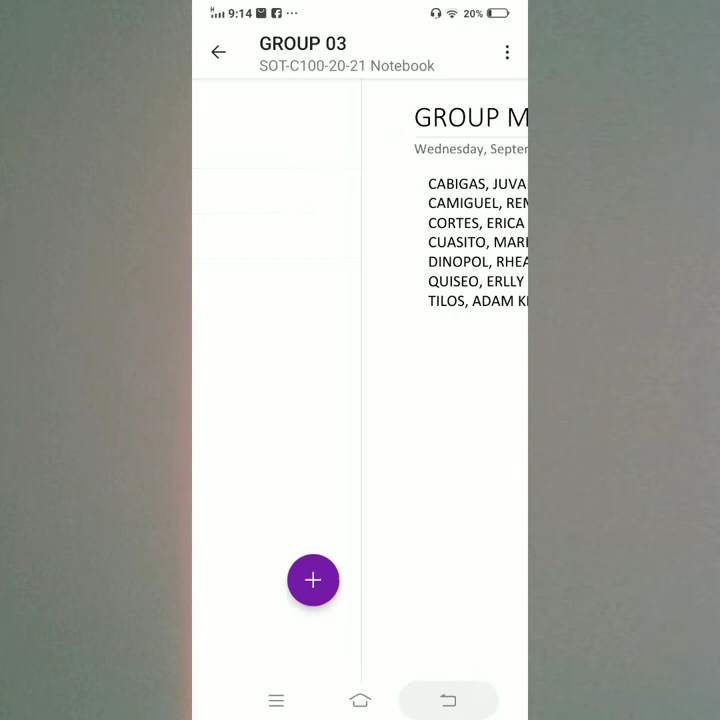 9:14
20%
GROUP 03
SOT-C100-20-21 Notebook
GROUP M
Wednesday, Septer
CABIGAS, JUVA
CAMIGUEL, REM
CORTES, ERICA
CUASITO, MARI
DINOPOL, RHEA
QUISEO, ERLLY
TILOS, ADAM K